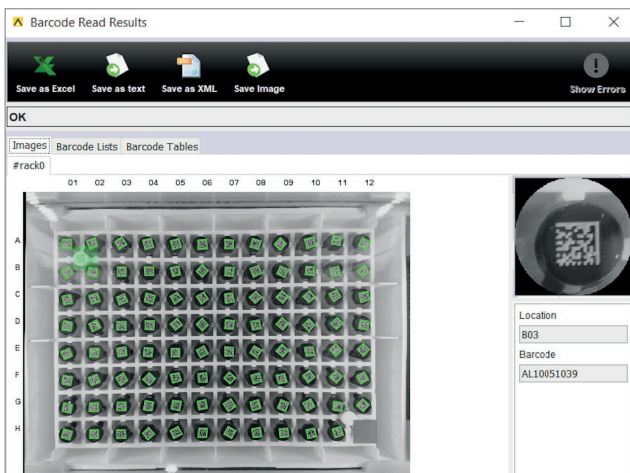 Barcode Read Results
Save as Excel Save as text Save as XML Save Image Show Errors
OK
Images Barcode Lists Barcode Tables
#rack0
01 02 03 04 05 06 07 08 09 10 11 12
A
B
C
D
E
F
G
H
Location
B03
Barcode
AL10051039